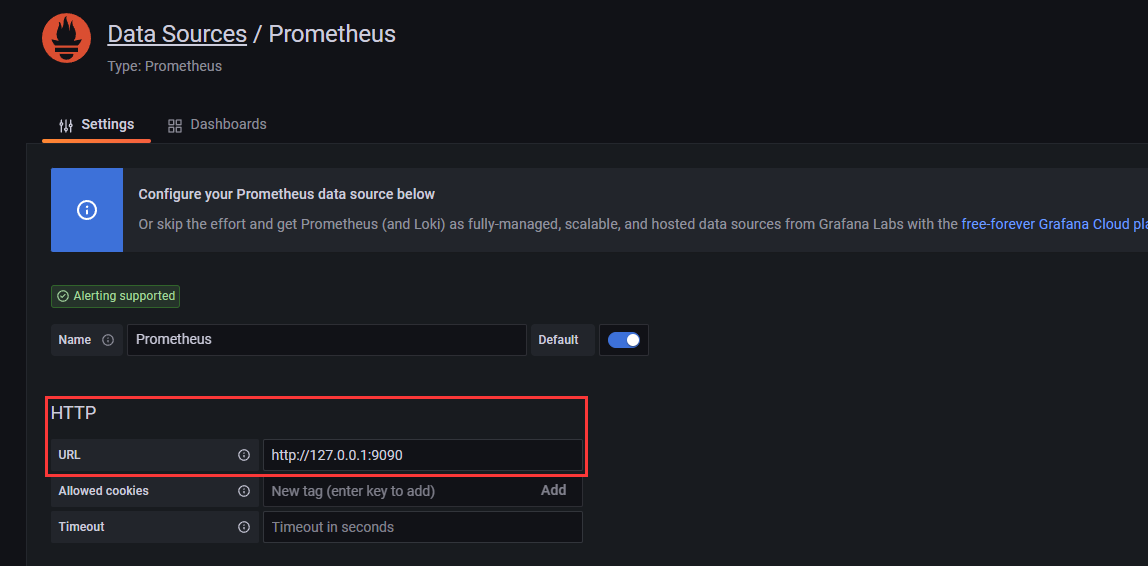 Data Sources / Prometheus
Type: Prometheus
Settings
Dashboards
Configure your Prometheus data source below
Or skip the effort and get Prometheus (and Loki) as fully-managed, scalable, and hosted data sources from Grafana Labs with the free-forever Grafana Cloud pla
Alerting supported
Name
Prometheus
Default
HTTP
URL
http://127.0.0.1:9090
Allowed cookies
New tag (enter key to add)
Add
Timeout
Timeout in seconds